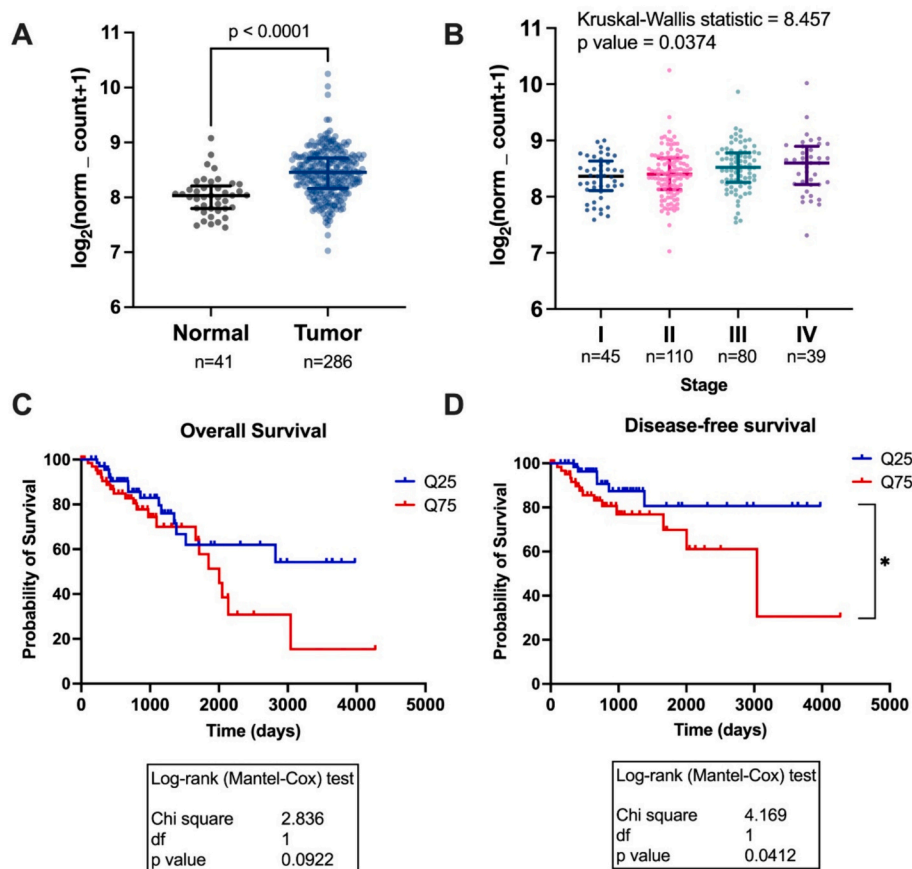 A
p < 0.0001
log2(norm_count+1)
11
10
9
8
7
6
Normal
Tumor
n=41
n=286
B
Kruskal-Wallis statistic = 8.457
p value = 0.0374
log2(norm_count+1)
11
10
9
8
7
6
I
II
III
IV
n=45
n=110
n=80
n=39
Stage
C
Overall Survival
Probability of Survival
100
80
60
40
20
0
Q25
Q75
0
1000
2000
3000
4000
5000
Time (days)
Log-rank (Mantel-Cox) test
Chi square 2.836
df 1
p value 0.0922
D
Disease-free survival
Probability of Survival
100
80
60
40
20
0
Q25
Q75
*
0
1000
2000
3000
4000
5000
Time (days)
Log-rank (Mantel-Cox) test
Chi square 4.169
df 1
p value 0.0412